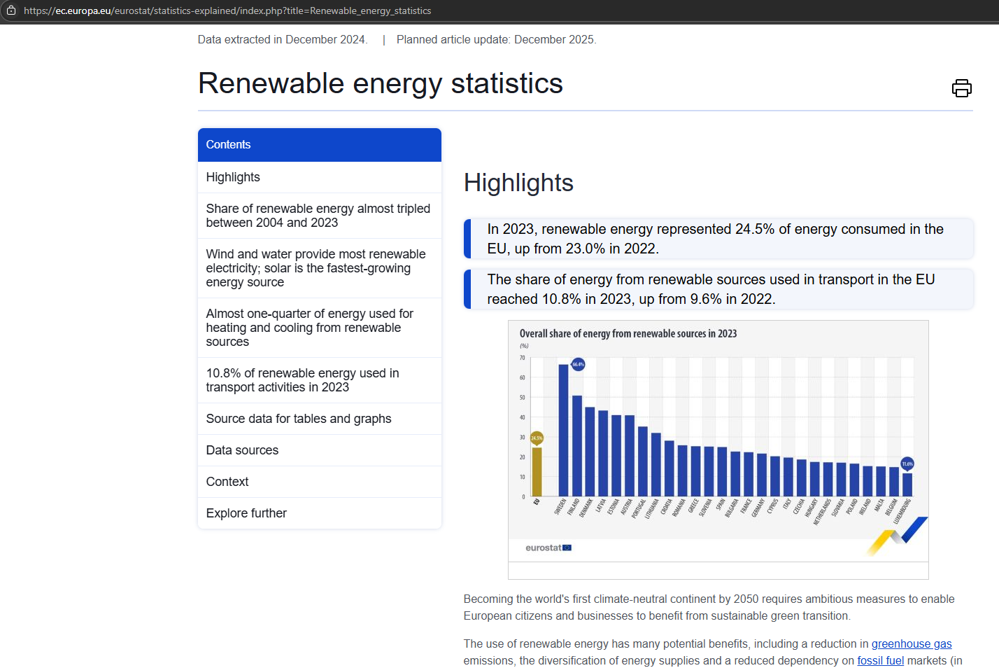 https://ec.europa.eu/eurostat/statistics-explained/index.php?title=Renewable_energy_statistics
Data extracted in December 2024. | Planned article update: December 2025.
Renewable energy statistics
Contents
Highlights
Share of renewable energy almost tripled
between 2004 and 2023
Wind and water provide most renewable
electricity; solar is the fastest-growing
energy source
Almost one-quarter of energy used for
heating and cooling from renewable
sources
10.8% of renewable energy used in
transport activities in 2023
Source data for tables and graphs
Data sources
Context
Explore further
Highlights
In 2023, renewable energy represented 24.5% of energy consumed in the
EU, up from 23.0% in 2022.
The share of energy from renewable sources used in transport in the EU
reached 10.8% in 2023, up from 9.6% in 2022.
Overall share of energy from renewable sources in 2023
(%)
70
60
50
40
30
20
10
0
24.5%
66.4%
11.6%
EU
SWEDEN
FINLAND
DENMARK
LATVIA
ESTONIA
AUSTRIA
PORTUGAL
LITHUANIA
CROATIA
ROMANIA
GREECE
SLOVENIA
SPAIN
BULGARIA
FRANCE
GERMANY
CYPRUS
ITALY
CZECHIA
HUNGARY
NETHERLANDS
SLOVAKIA
POLAND
IRELAND
MALTA
BELGIUM
LUXEMBOURG
eurostat
Becoming the world's first climate-neutral continent by 2050 requires ambitious measures to enable
European citizens and businesses to benefit from sustainable green transition.
The use of renewable energy has many potential benefits, including a reduction in greenhouse gas
emissions, the diversification of energy supplies and a reduced dependency on fossil fuel markets (in